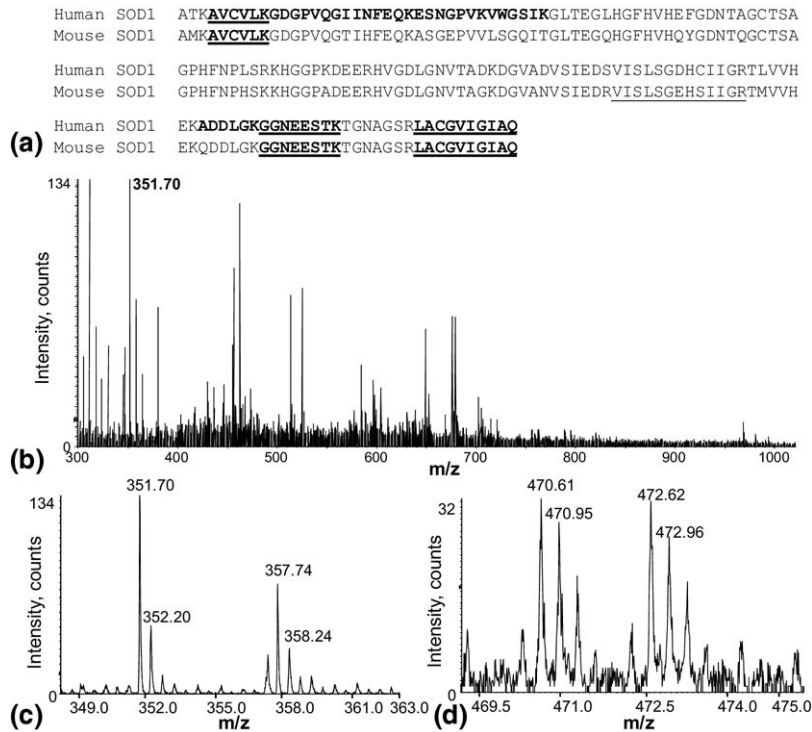 Human SOD1 ATKAVCVLKGDGPVQGIINFEQKESNGPVKVWGSIKGLTEGLHGFHVHEFGDNTAGCTSA
Mouse SOD1 AMKAVCVLKGDGPVQGTIHFEQKASGEPVVLSGQITGLTEGQHGFHVHQYGDNTQGCTSA
Human SOD1 GPHFNPLSRKHGGPKDEERHVGDLGNVTADKDGVADVSIEDSVISLSGDHCIIGRTLVVH
Mouse SOD1 GPHFNPHSKKHGGPADEERHVGDLGNVTAGKDGVANVSIEDRVISLSGEHSIIGRTMVVH
Human SOD1 EKADDLGKGGNEESTKTGNAGSRLACGVIGIAQ
(a) Mouse SOD1 EKQDDLGKGGNEESTKTGNAGSRLACGVIGIAQ
134
351.70
Intensity, counts
0
(b)
300 400 500 600 700 800 900 1000
m/z
134
351.70
352.20
357.74
358.24
Intensity, counts
0
(c)
349.0 352.0 355.0 358.0 361.0 363.0
m/z
32
470.61
470.95
472.62
472.96
Intensity, counts
0
(d)
469.5 471.0 472.5 474.0 475.0
m/z